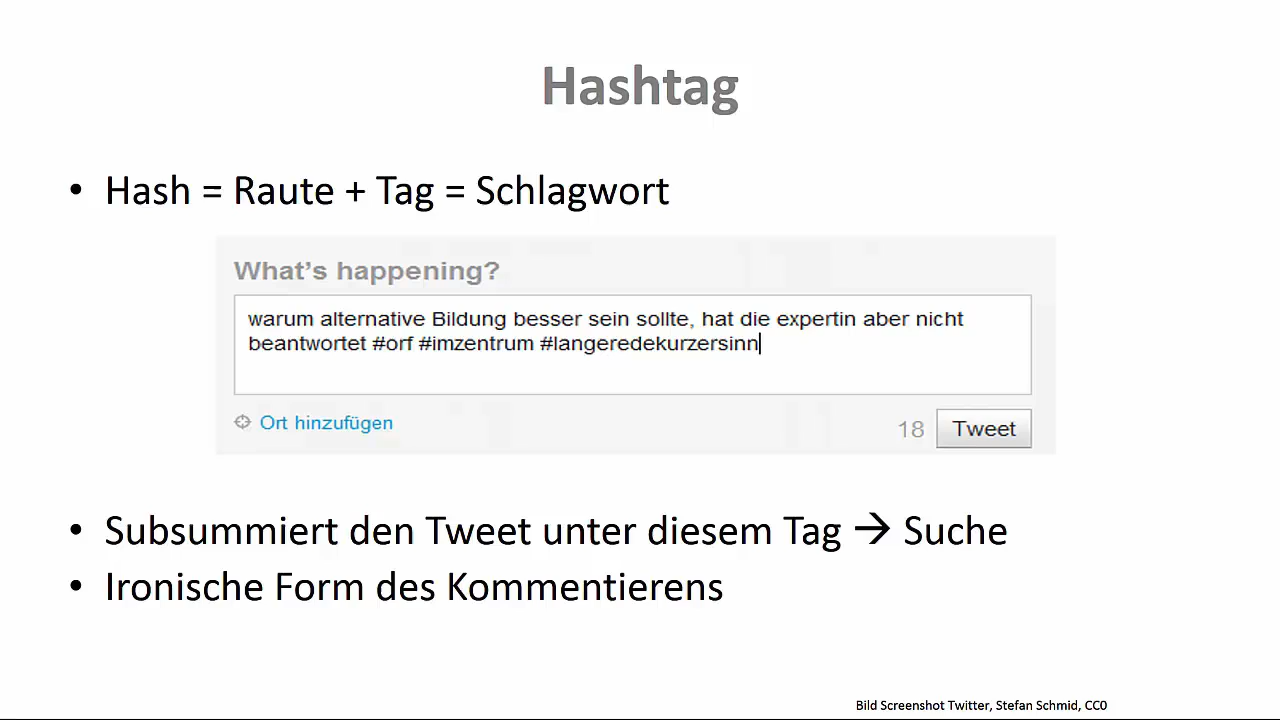 Hashtag
• Hash = Raute + Tag = Schlagwort
What's happening?
warum alternative Bildung besser sein sollte, hat die expertin aber nicht
beantwortet #orf #imzentrum #langeredekurzersinn
Ort hinzufügen
18 Tweet
• Subsummiert den Tweet unter diesem Tag → Suche
• Ironische Form des Kommentierens
Bild Screenshot Twitter, Stefan Schmid, CC0